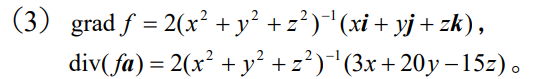 （3） grad f = 2(x² + y² + z²)⁻¹(xi + yj + zk)，
div(fa) = 2(x² + y² + z²)⁻¹(3x + 20y − 15z)。